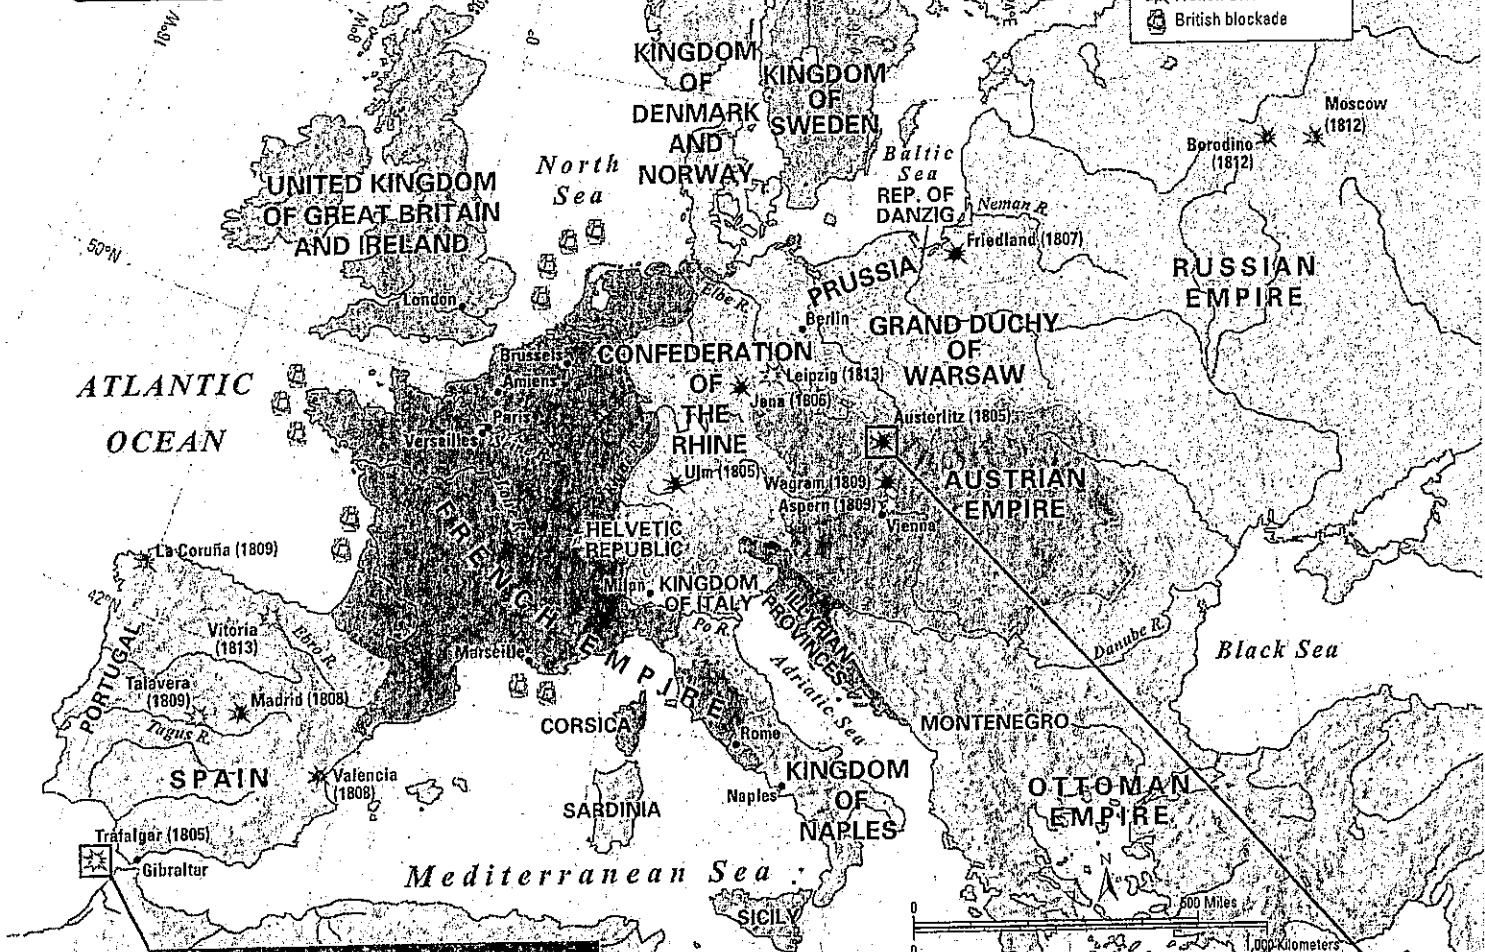 British blockade
18°W
8°W
0°
KINGDOM
OF
DENMARK
AND
NORWAY
KINGDOM
OF
SWEDEN
Moscow
(1812)
Borodino
(1812)
North
Sea
Baltic
Sea
REP. OF
DANZIG
Neman R.
UNITED KINGDOM
OF GREAT BRITAIN
AND IRELAND
Friedland (1807)
50°N
RUSSIAN
EMPIRE
PRUSSIA
London
Elbe R.
Berlin
GRAND DUCHY
OF
WARSAW
Brussels
CONFEDERATION
OF
THE
RHINE
Amiens
Leipzig (1813)
Jena (1806)
ATLANTIC
OCEAN
Paris
Versailles
Austerlitz (1805)
Ulm (1805)
Wagram (1809)
Aspern (1809)
Vienna
AUSTRIAN
EMPIRE
FRENCH EMPIRE
HELVETIC
REPUBLIC
La Coruña (1809)
Milan
KINGDOM
OF ITALY
Po R.
ILLYRIAN
PROVINCES
42°N
Vitoria
(1813)
Ebro R.
Danube R.
Black Sea
PORTUGAL
Marseille
Talavera
(1809)
Madrid (1808)
Tagus R.
Adriatic Sea
CORSICA
Rome
MONTENEGRO
SPAIN
Valencia
(1808)
SARDINIA
Naples
KINGDOM
OF
NAPLES
OTTOMAN
EMPIRE
Trafalgar (1805)
Gibraltar
Mediterranean Sea
SICILY
N
0
500 Miles
0
1,000 Kilometers